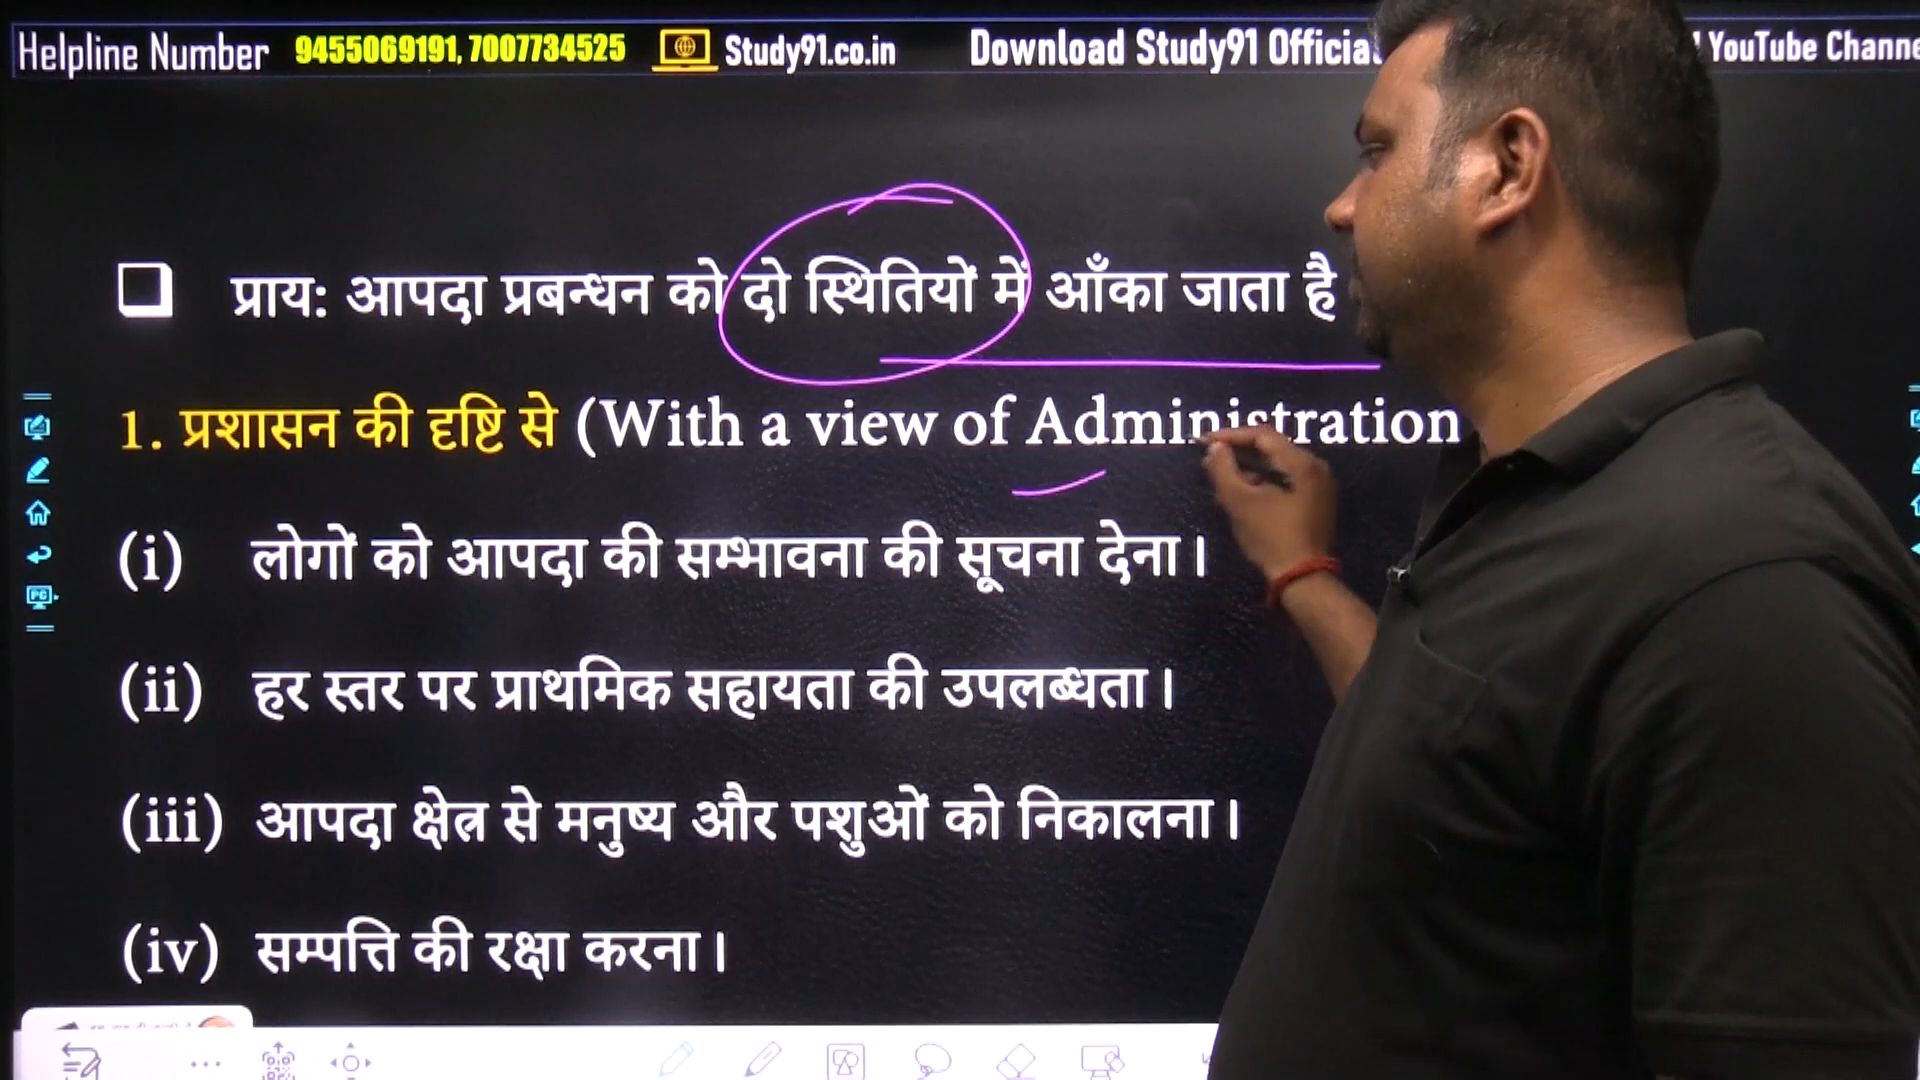 Helpline Number 9455069191, 7007734525 Study91.co.in Download Study91 Official YouTube Channe
प्राय: आपदा प्रबन्धन को दो स्थितियों में आँका जाता है
1. प्रशासन की दृष्टि से (With a view of Administration
(i) लोगों को आपदा की सम्भावना की सूचना देना।
(ii) हर स्तर पर प्राथमिक सहायता की उपलब्धता।
(iii) आपदा क्षेत्र से मनुष्य और पशुओं को निकालना।
(iv) सम्पत्ति की रक्षा करना।